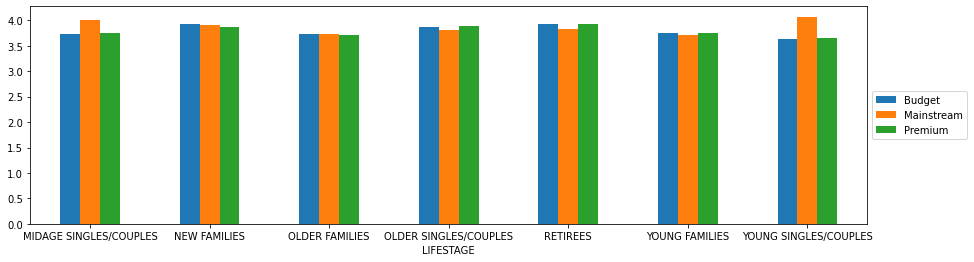 4.0
3.5
3.0
2.5
2.0
1.5
1.0
0.5
0.0
MIDAGE SINGLES/COUPLES NEW FAMILIES OLDER FAMILIES OLDER SINGLES/COUPLES RETIREES YOUNG FAMILIES YOUNG SINGLES/COUPLES
LIFESTAGE
Budget
Mainstream
Premium